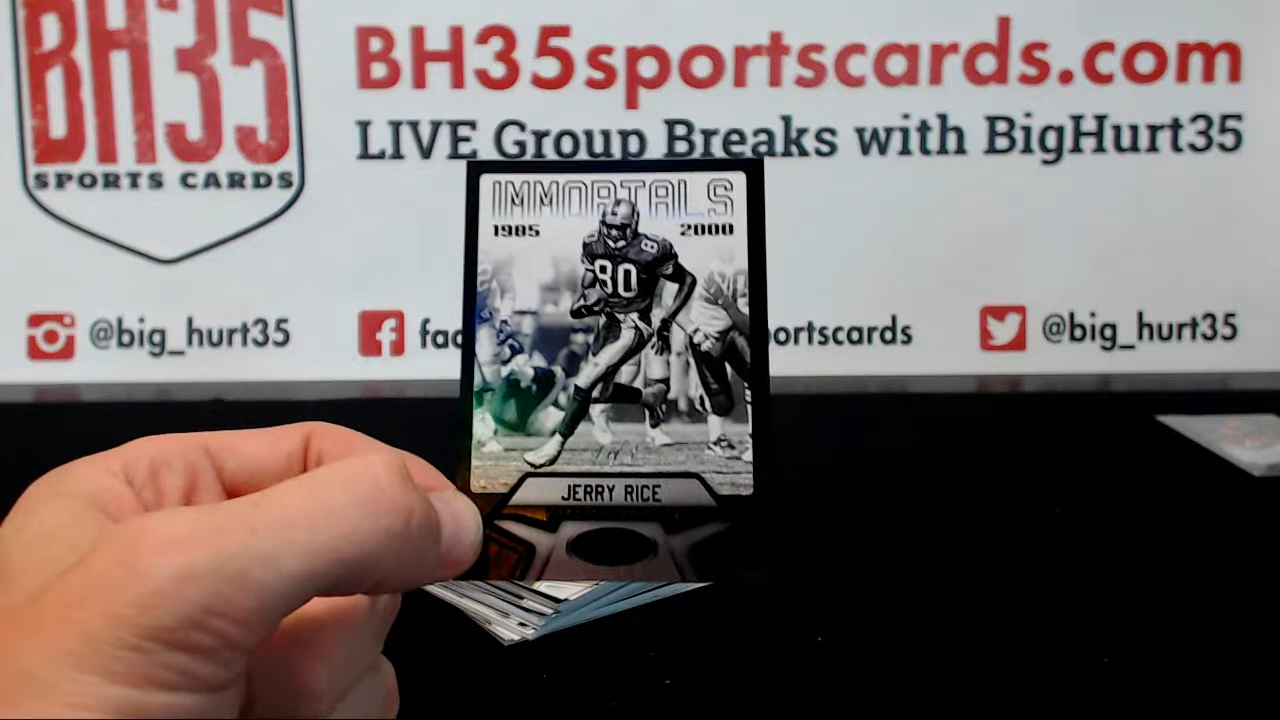 BH35
SPORTS CARDS
BH35sportscards.com
LIVE Group Breaks with BigHurt35
@big_hurt35
ortscards
@big_hurt35
IMMORTALS
1985 2000
80
80
JERRY RICE